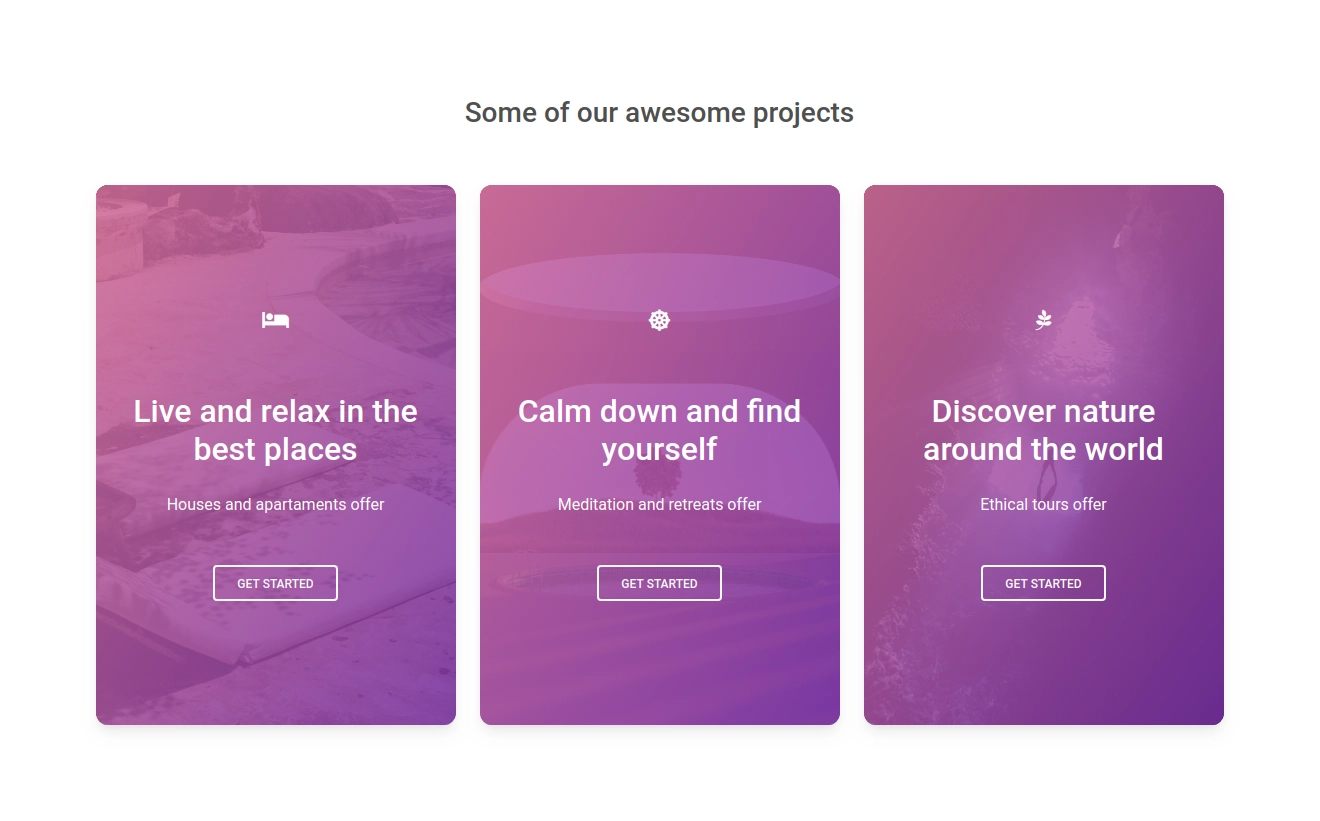 Some of our awesome projects
Live and relax in the
best places
Houses and apartaments offer
GET STARTED
Calm down and find
yourself
Meditation and retreats offer
GET STARTED
Discover nature
around the world
Ethical tours offer
GET STARTED